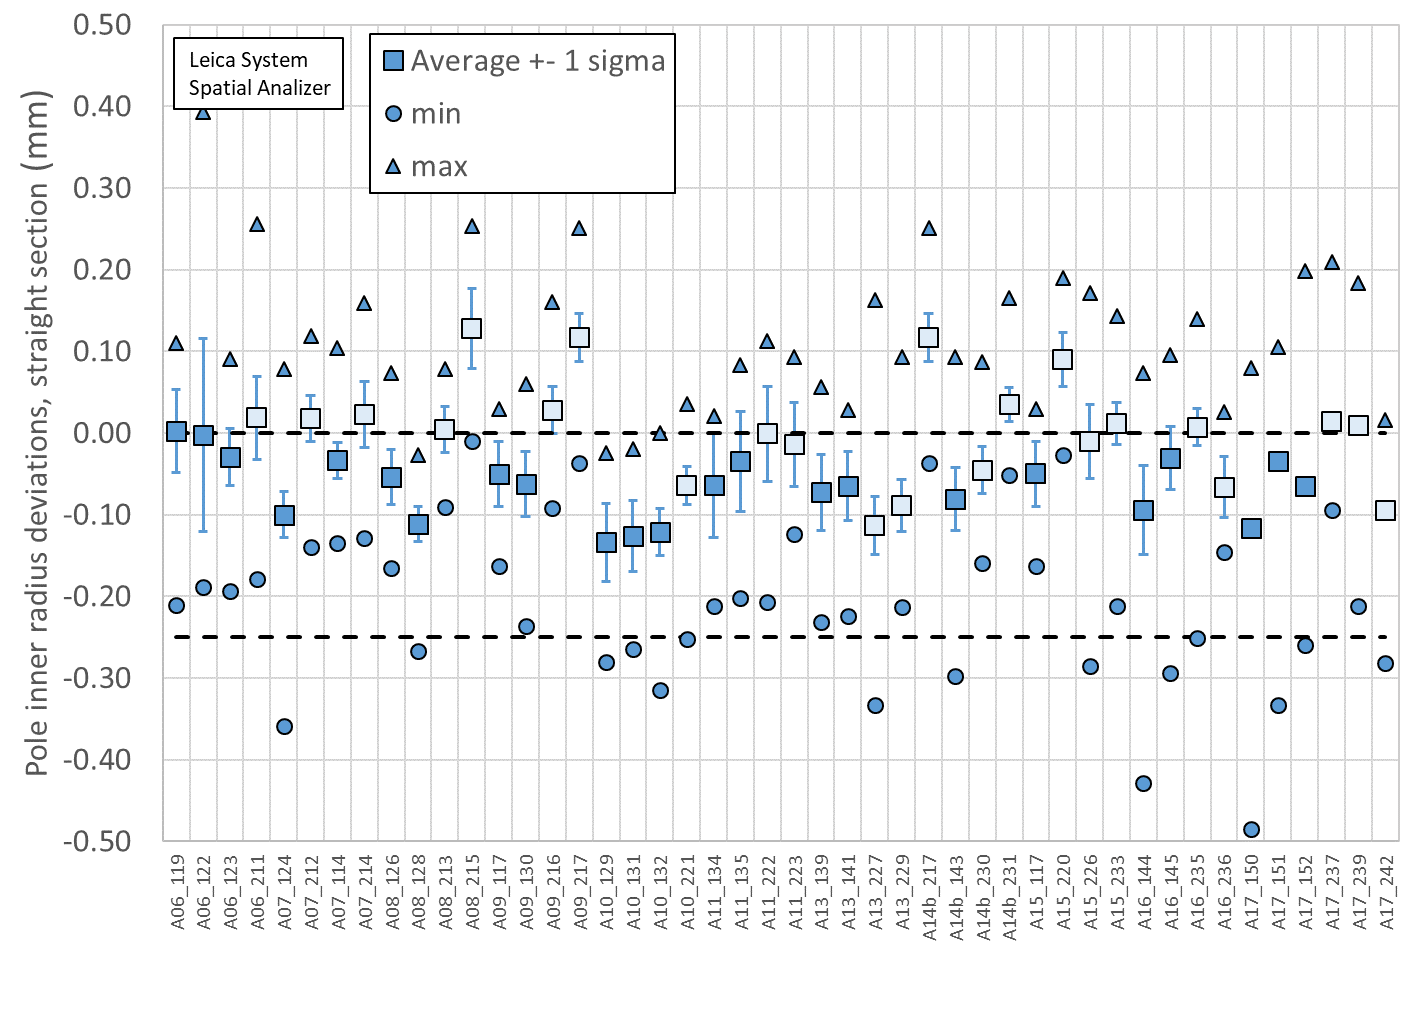 0.50
0.40
0.30
0.20
0.10
0.00
-0.10
-0.20
-0.30
-0.40
-0.50
Pole inner radius deviations, straight section (mm)
Leica System
Spatial Analizer
Average +- 1 sigma
min
max
A06_119
A06_122
A06_123
A06_211
A07_124
A07_212
A07_114
A07_214
A08_126
A08_128
A08_213
A08_215
A09_117
A09_130
A09_216
A09_217
A10_129
A10_131
A10_132
A10_221
A11_134
A11_135
A11_222
A11_223
A13_139
A13_141
A13_227
A13_229
A14b_217
A14b_143
A14b_230
A14b_231
A15_117
A15_220
A15_226
A15_233
A16_144
A16_145
A16_235
A16_236
A17_150
A17_151
A17_152
A17_237
A17_239
A17_242